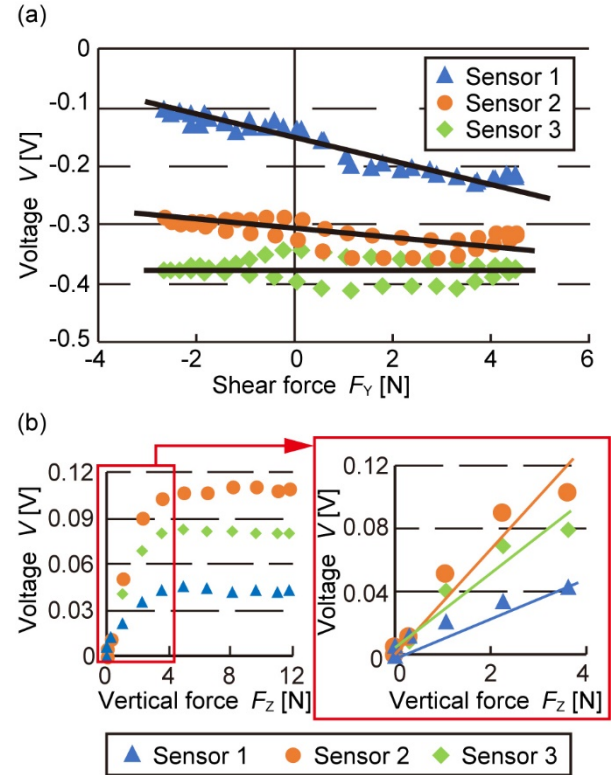 (a)
0
-0.1
-0.2
-0.3
-0.4
-0.5
Voltage V [V]
Sensor 1
Sensor 2
Sensor 3
-4 -2 0 2 4 6
Shear force F_Y [N]
(b)
0.12
0.09
0.06
0.03
0
Voltage V [V]
0 4 8 12
Vertical force F_Z [N]
0.12
0.08
0.04
0
Voltage V [V]
0 2 4
Vertical force F_Z [N]
Sensor 1 Sensor 2 Sensor 3